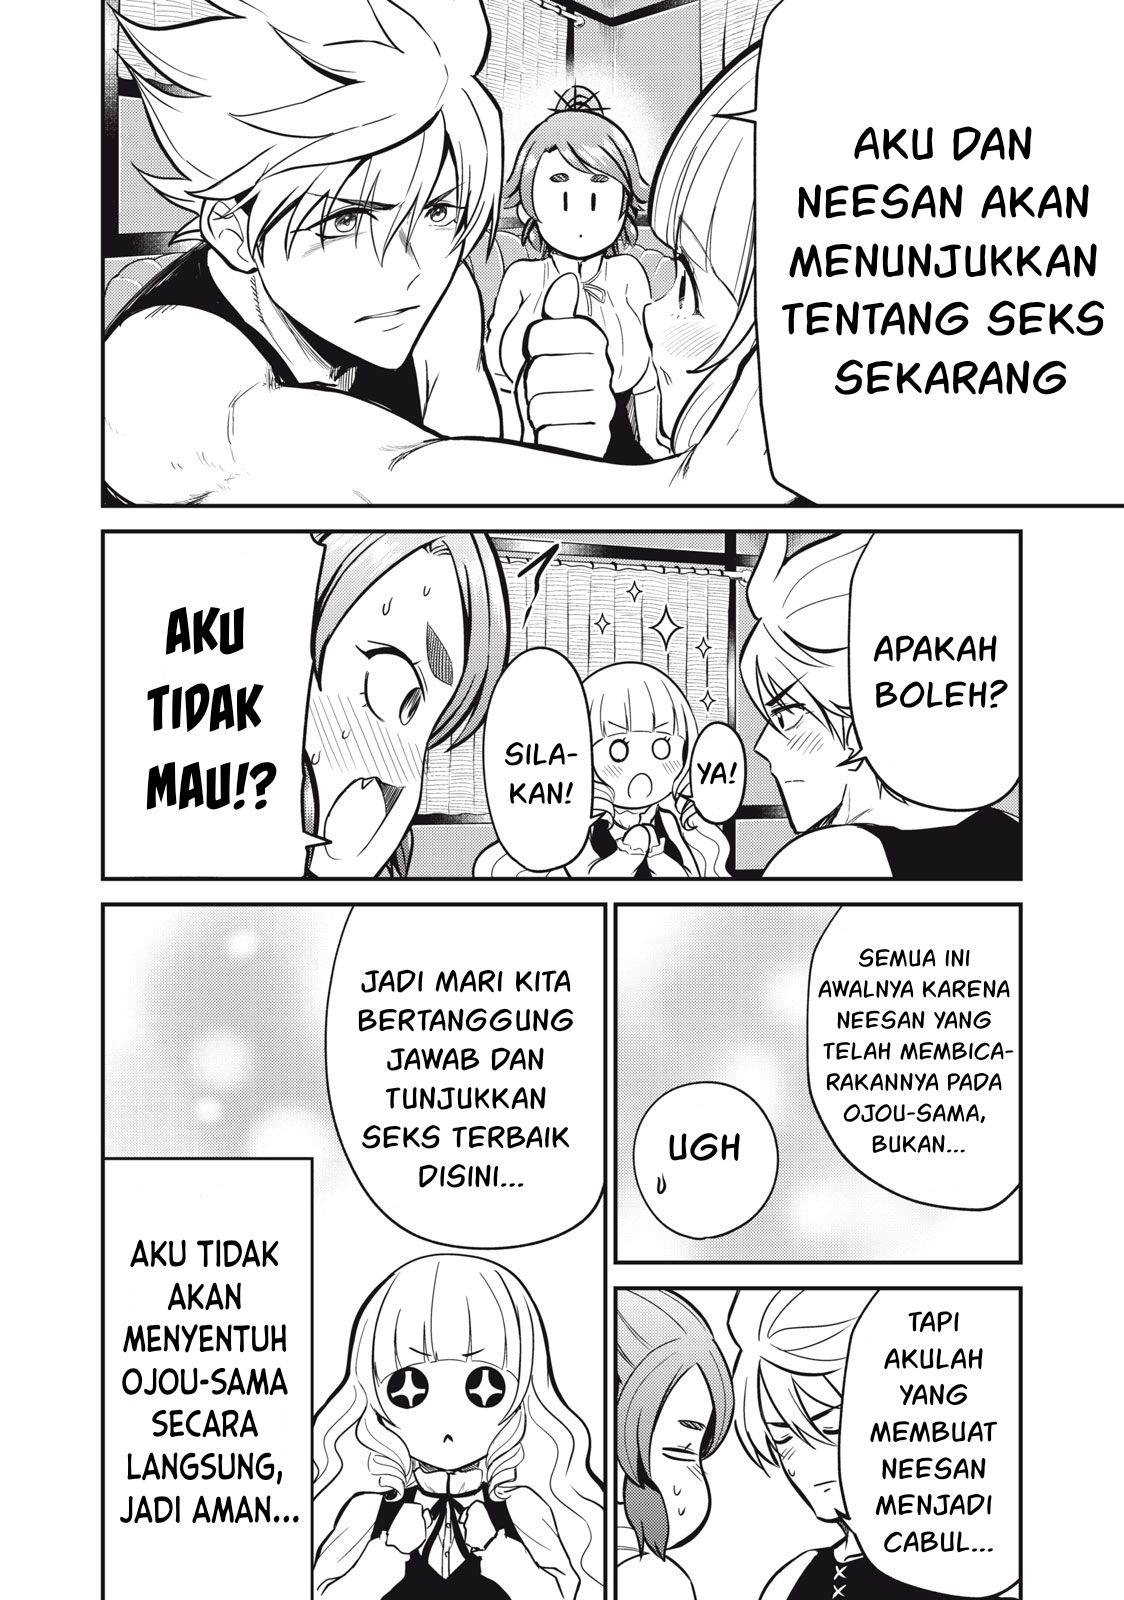 AKU DAN
NEESAN AKAN
MENUNJUKKAN
TENTANG SEKS
SEKARANG
APAKAH
BOLEH?
YA!
SILA-
KAN!
AKU
TIDAK
MAU!?
SEMUA INI
AWALNYA KARENA
NEESAN YANG
TELAH MEMBICA-
RAKANNYA PADA
OJOU-SAMA,
BUKAN...
UGH
JADI MARI KITA
BERTANGGUNG
JAWAB DAN
TUNJUKKAN
SEKS TERBAIK
DISINI...
TAPI
AKULAH
YANG
MEMBUAT
NEESAN
MENJADI
CABUL...
AKU TIDAK
AKAN
MENYENTUH
OJOU-SAMA
SECARA
LANGSUNG,
JADI AMAN...